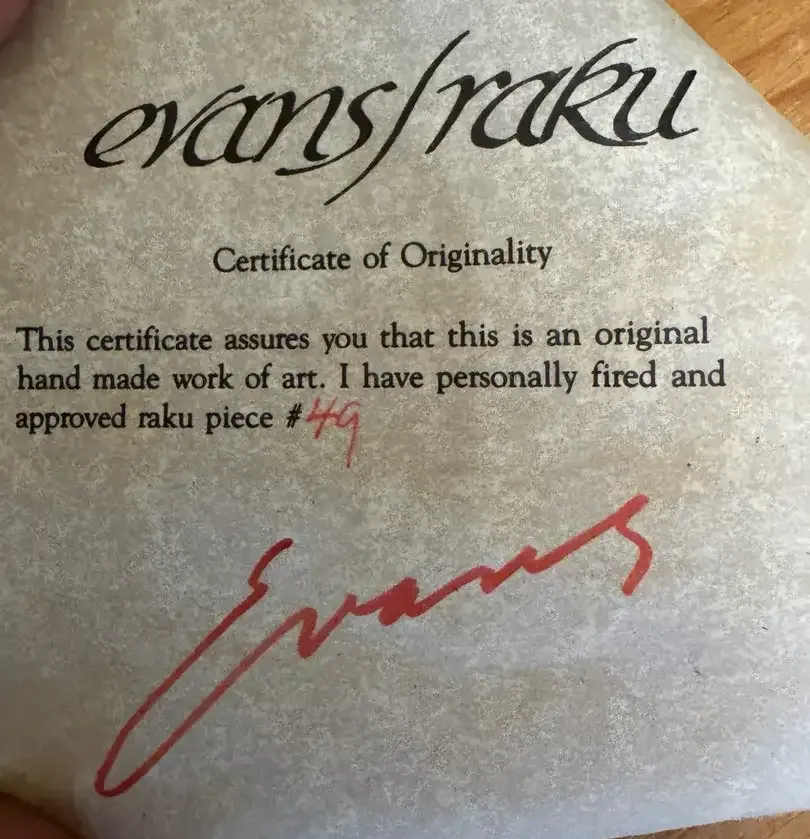 evans/raku
Certificate of Originality
This certificate assures you that this is an original
hand made work of art. I have personally fired and
approved raku piece #49
Evans